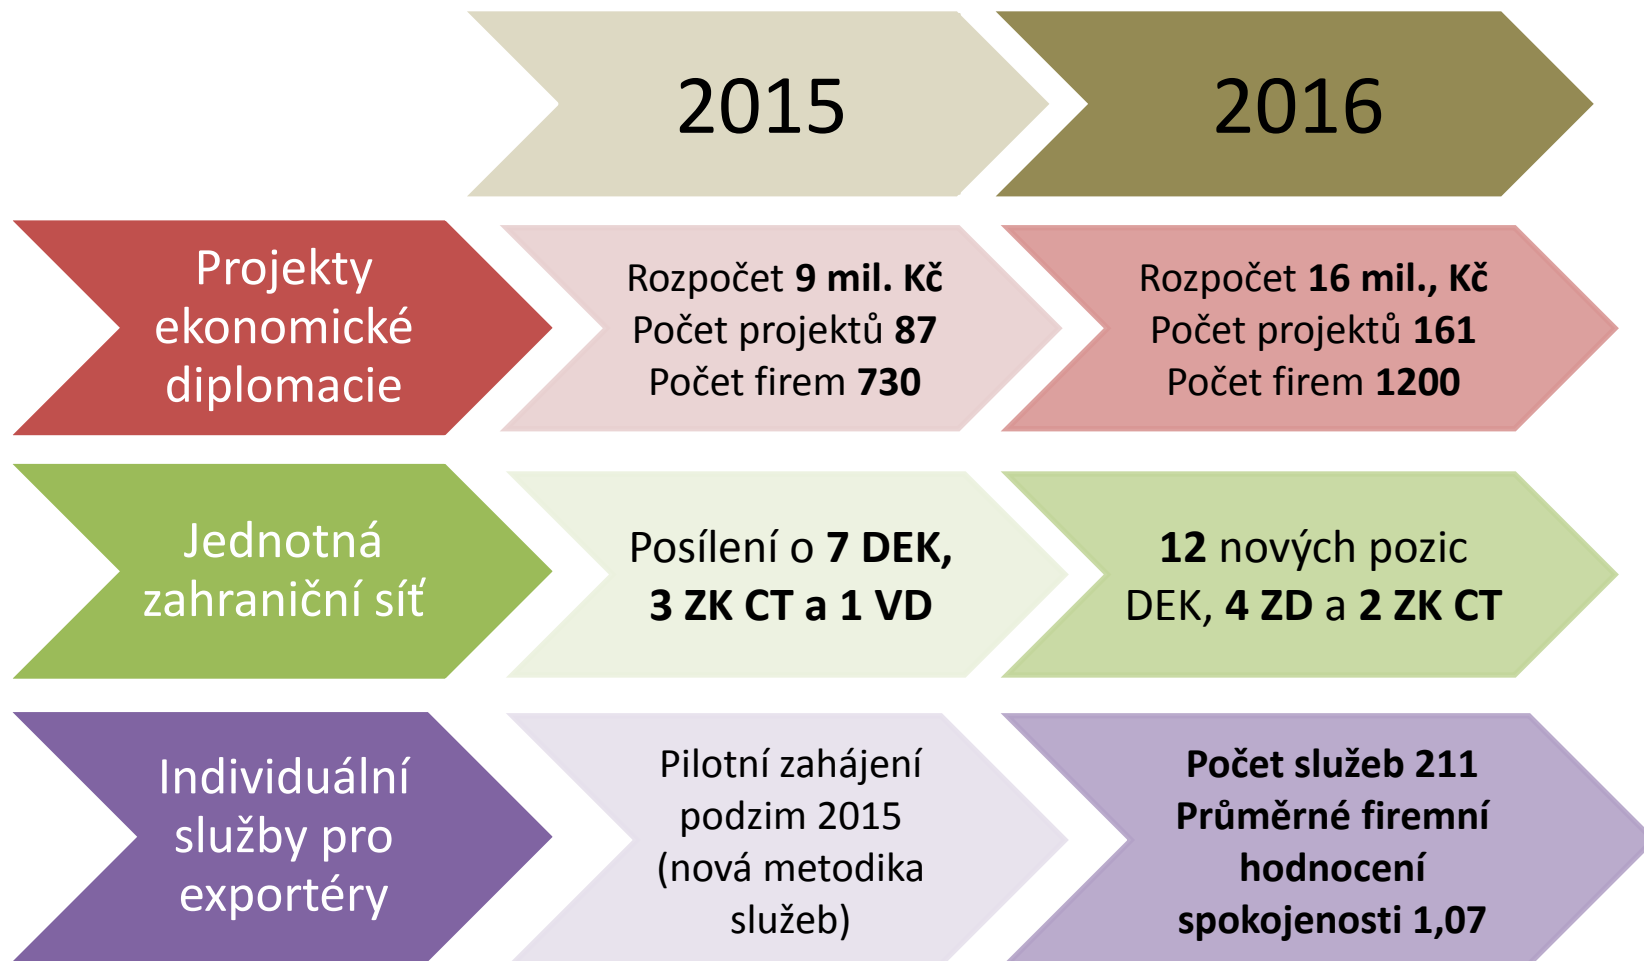 2015
2016
Projekty
ekonomické
diplomacie
Rozpočet 9 mil. Kč
Počet projektů 87
Počet firem 730
Rozpočet 16 mil., Kč
Počet projektů 161
Počet firem 1200
Jednotná
zahraniční síť
Posílení o 7 DEK,
3 ZK CT a 1 VD
12 nových pozic
DEK, 4 ZD a 2 ZK CT
Individuální
služby pro
exportéry
Pilotní zahájení
podzim 2015
(nová metodika
služeb)
Počet služeb 211
Průměrné firemní
hodnocení
spokojenosti 1,07